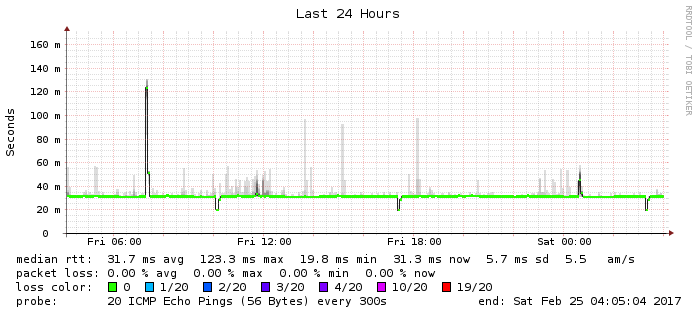 Last 24 Hours
RRDTOOL / TOBI OETIKER
Seconds
160 m
140 m
120 m
100 m
80 m
60 m
40 m
20 m
0
Fri 06:00 Fri 12:00 Fri 18:00 Sat 00:00
median rtt: 31.7 ms avg 123.3 ms max 19.8 ms min 31.3 ms now 5.7 ms sd 5.5 am/s
packet loss: 0.00 % avg 0.00 % max 0.00 % min 0.00 % now
loss color: 0 1/20 2/20 3/20 4/20 10/20 19/20
probe: 20 ICMP Echo Pings (56 Bytes) every 300s end: Sat Feb 25 04:05:04 2017